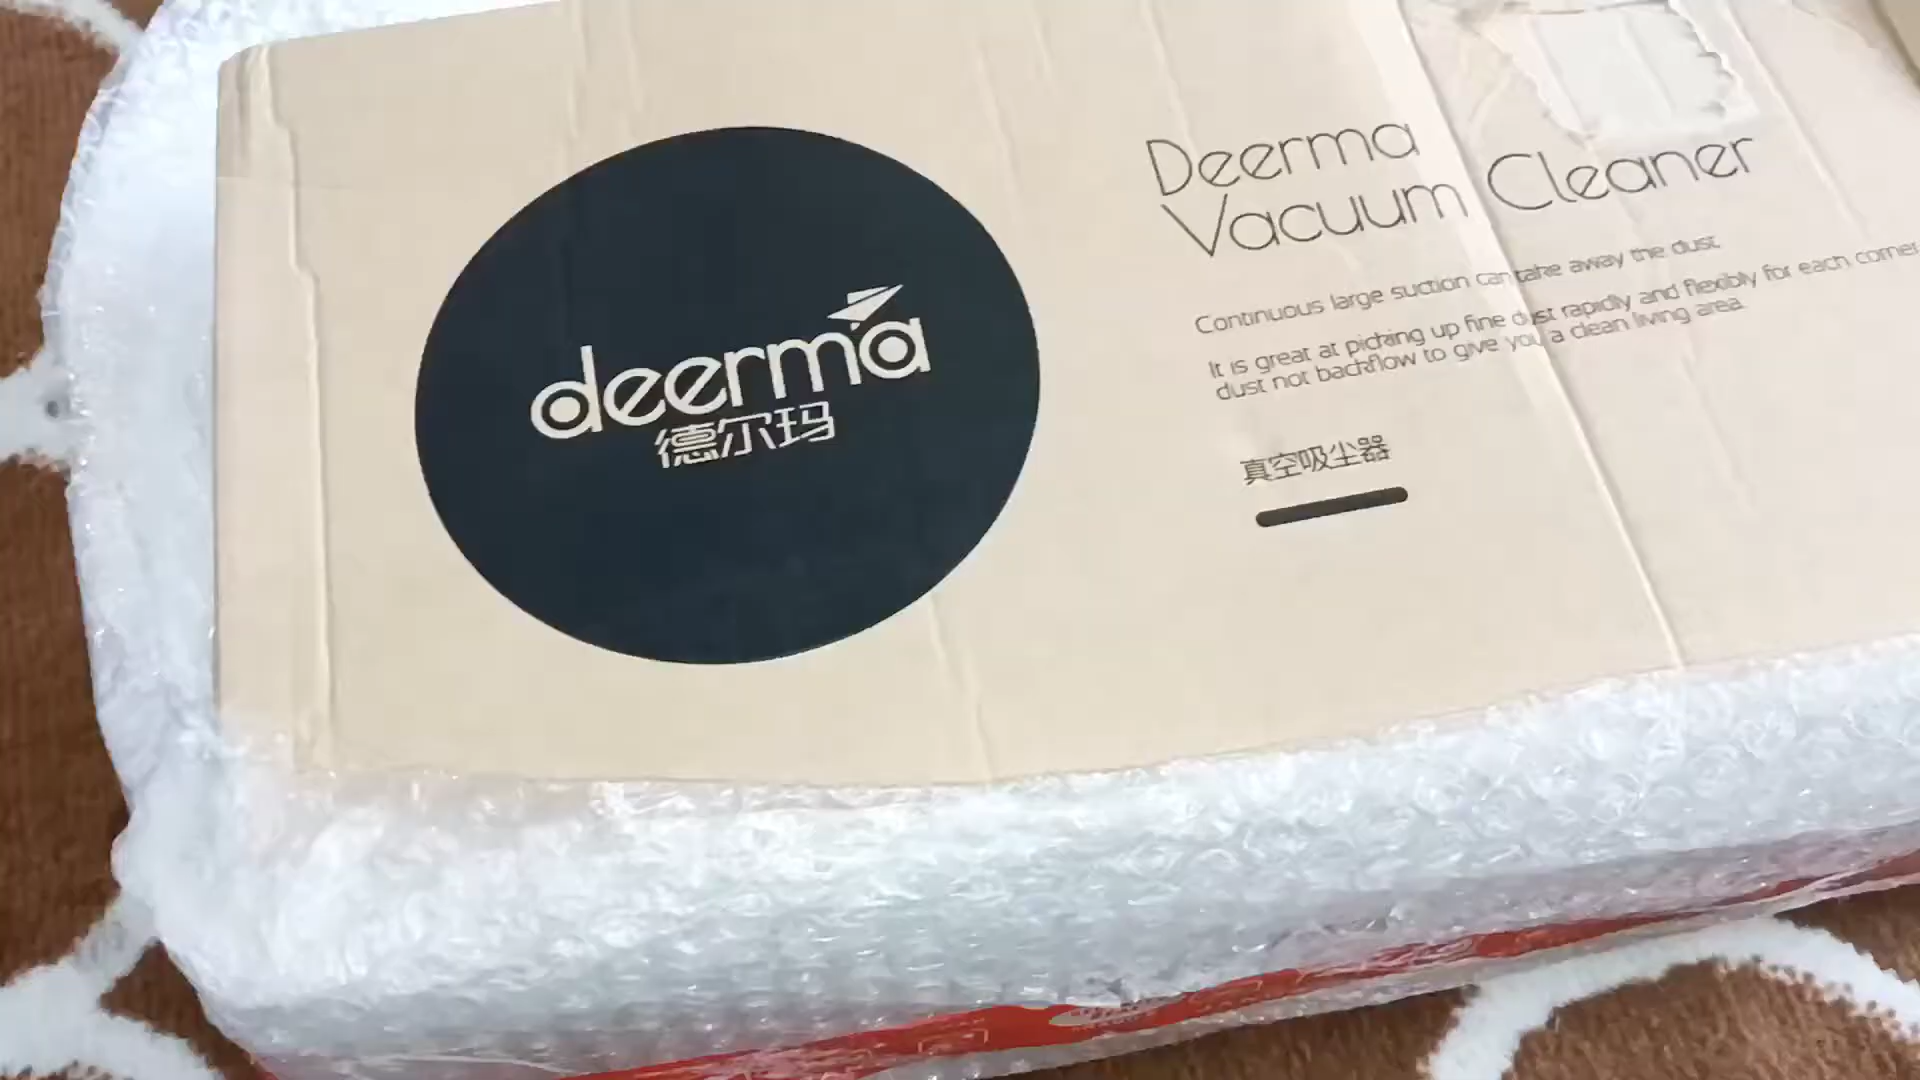 deerma
德尔玛
Deerma
Vacuum Cleaner
Continuous large suction can take away the dust.
It is great at picking up fine dust rapidly and flexibly for each corner,
dust not backflow to give you a clean living area.
真空吸尘器